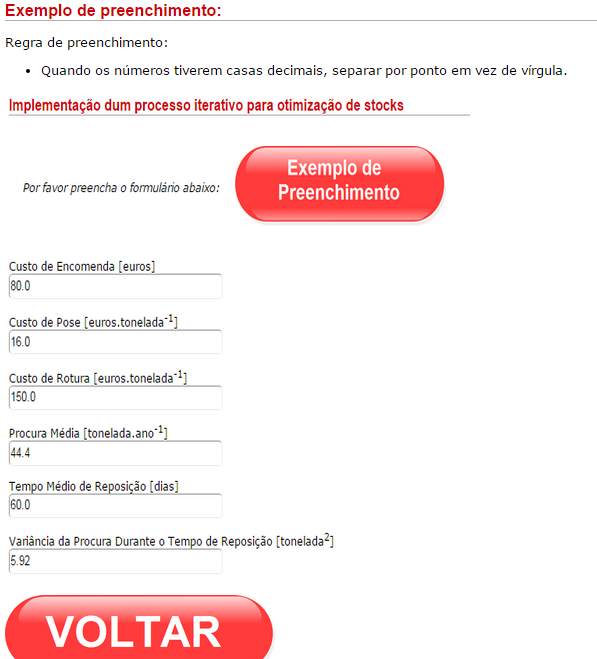 Exemplo de preenchimento:
Regra de preenchimento:
• Quando os números tiverem casas decimais, separar por ponto em vez de vírgula.
Implementação dum processo iterativo para otimização de stocks
Por favor preencha o formulário abaixo:
Exemplo de
Preenchimento
Custo de Encomenda [euros]
80.0
Custo de Pose [euros.tonelada⁻¹]
16.0
Custo de Rotura [euros.tonelada⁻¹]
150.0
Procura Média [tonelada.ano⁻¹]
44.4
Tempo Médio de Reposição [dias]
60.0
Variância da Procura Durante o Tempo de Reposição [tonelada²]
5.92
VOLTAR